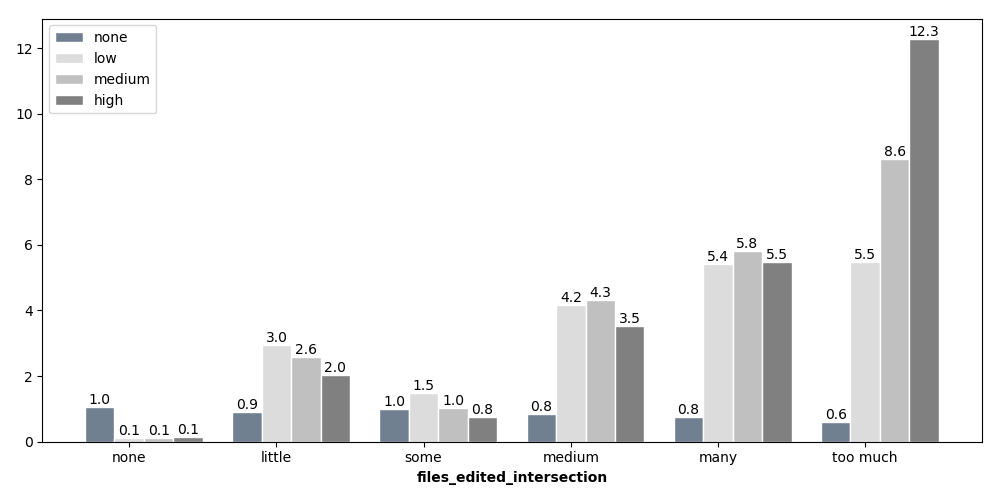 none
low
medium
high
12
10
8
6
4
2
0
1.0 0.1 0.1 0.1
0.9 3.0 2.6 2.0
1.0 1.5 1.0 0.8
0.8 4.2 4.3 3.5
0.8 5.4 5.8 5.5
0.6 5.5 8.6 12.3
none little some medium many too much
files_edited_intersection